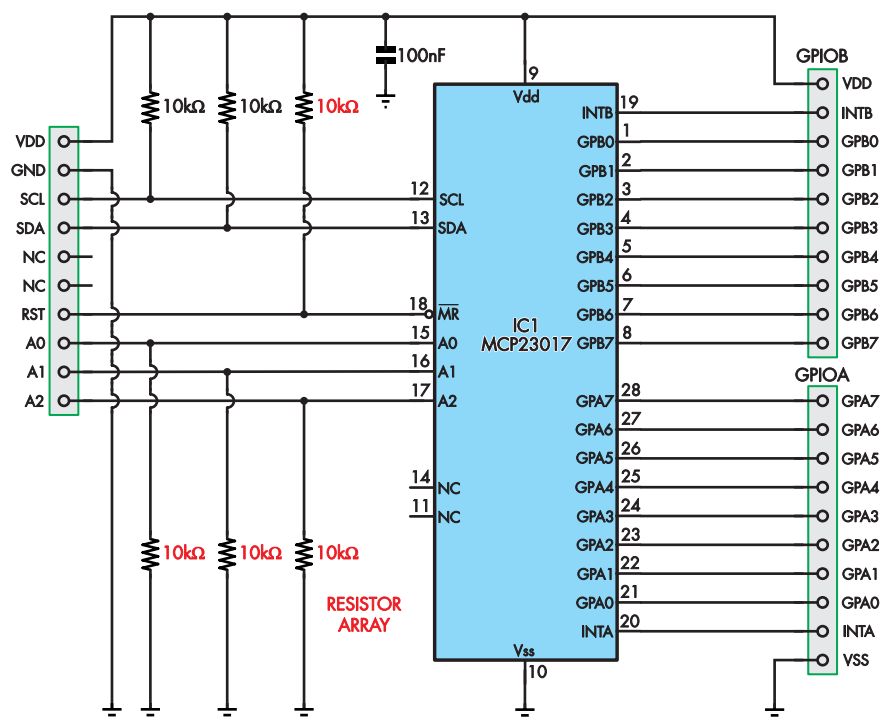 100nF
GPIOB
9
Vdd
VDD
10kΩ
10kΩ
10kΩ
19
INTB
INTB
VDD
1
GPB0
GPB0
GND
2
GPB1
GPB1
SCL
12
SCL
3
GPB2
GPB2
SDA
13
SDA
4
GPB3
GPB3
NC
5
GPB4
GPB4
NC
6
GPB5
GPB5
RST
18
MR
7
GPB6
GPB6
IC1
MCP23017
A0
15
A0
8
GPB7
GPB7
A1
16
A1
GPIOA
A2
17
A2
28
GPA7
GPA7
27
GPA6
GPA6
26
GPA5
GPA5
14
NC
25
GPA4
GPA4
11
NC
24
GPA3
GPA3
10kΩ
10kΩ
10kΩ
23
GPA2
GPA2
22
GPA1
GPA1
RESISTOR
ARRAY
21
GPA0
GPA0
20
INTA
INTA
Vss
10
VSS